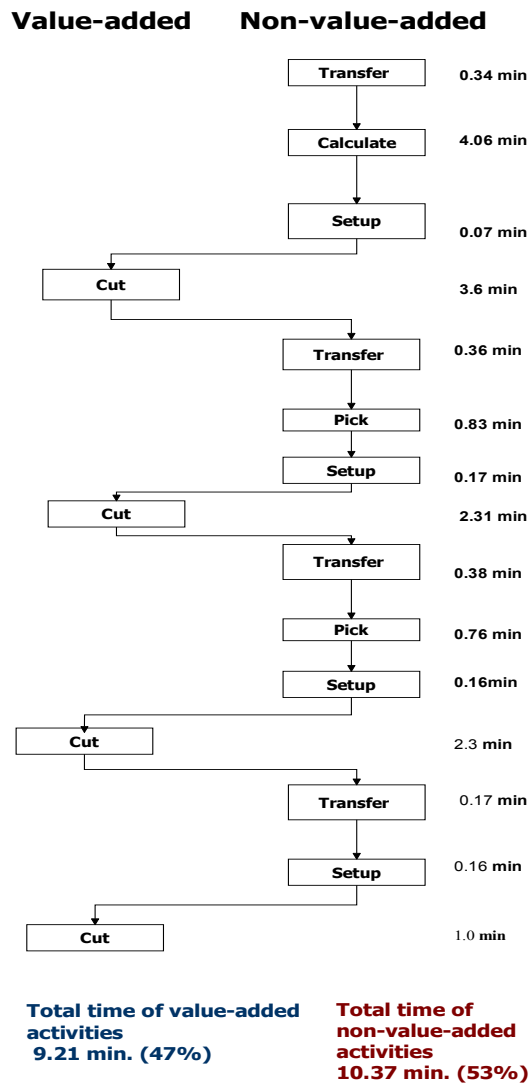 Value-added Non-value-added
Transfer 0.34 min
Calculate 4.06 min
Setup 0.07 min
Cut 3.6 min
Transfer 0.36 min
Pick 0.83 min
Setup 0.17 min
Cut 2.31 min
Transfer 0.38 min
Pick 0.76 min
Setup 0.16min
Cut 2.3 min
Transfer 0.17 min
Setup 0.16 min
Cut 1.0 min
Total time of value-added
activities
9.21 min. (47%)
Total time of
non-value-added
activities
10.37 min. (53%)